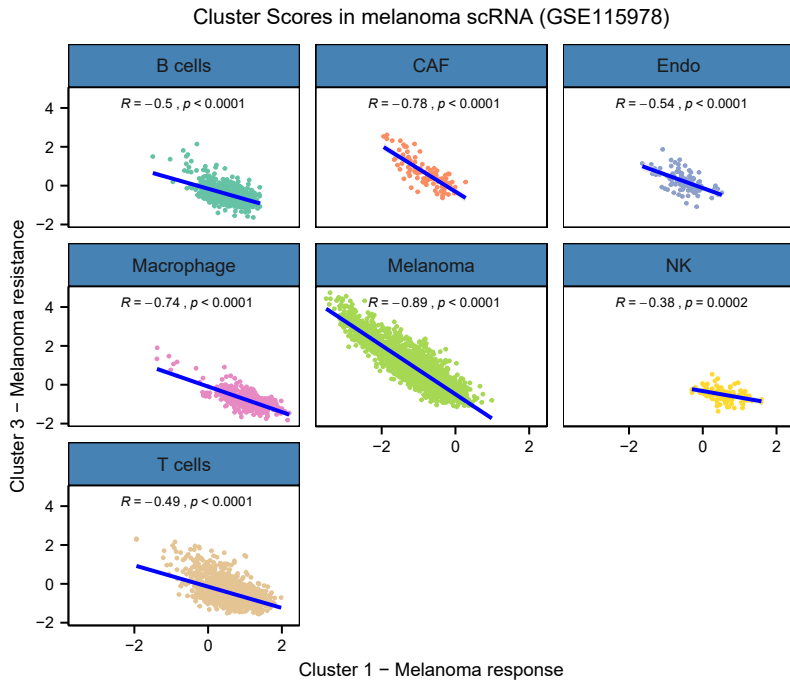 Cluster Scores in melanoma scRNA (GSE115978)
B cells
CAF
Endo
R = −0.5 , p < 0.0001
R = −0.78 , p < 0.0001
R = −0.54 , p < 0.0001
4
2
0
−2
Macrophage
Melanoma
NK
R = −0.74 , p < 0.0001
R = −0.89 , p < 0.0001
R = −0.38 , p = 0.0002
4
2
0
−2
−2 0 2
−2 0 2
T cells
R = −0.49 , p < 0.0001
4
2
0
−2
−2 0 2
Cluster 3 − Melanoma resistance
Cluster 1 − Melanoma response